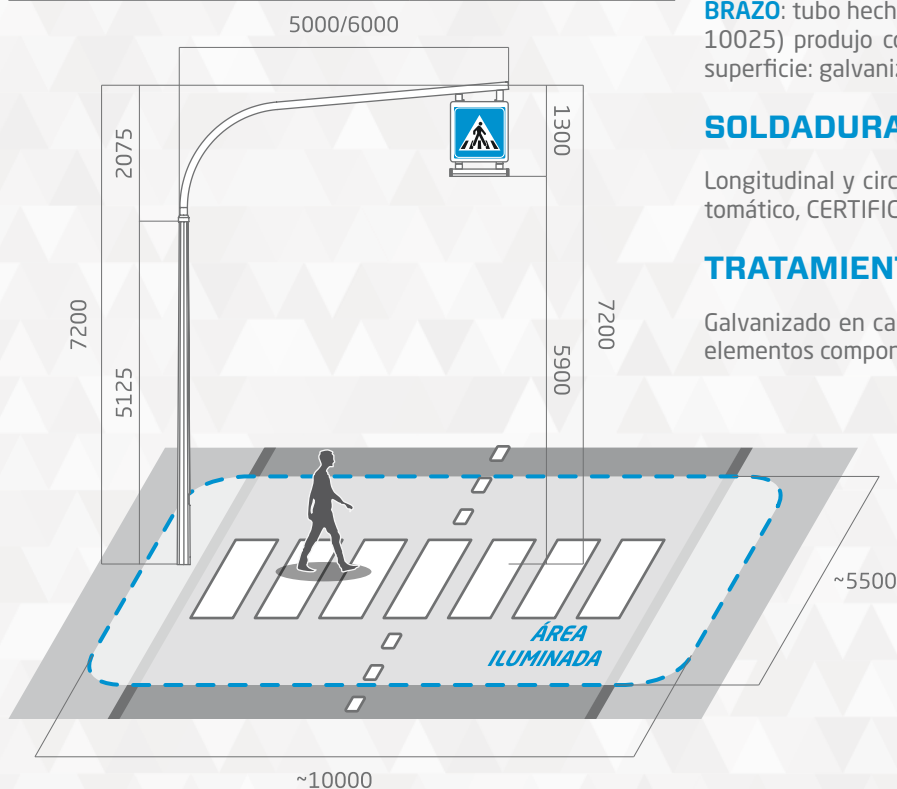 5000/6000
2075
1300
7200
7200
5125
5900
~5500
ÁREA
ILUMINADA
~10000
BRAZO: tubo hech
10025) produjo co
superficie: galvaniz
SOLDADURA
Longitudinal y circ
tomático, CERTIFIC
TRATAMIENT
Galvanizado en ca
elementos compon